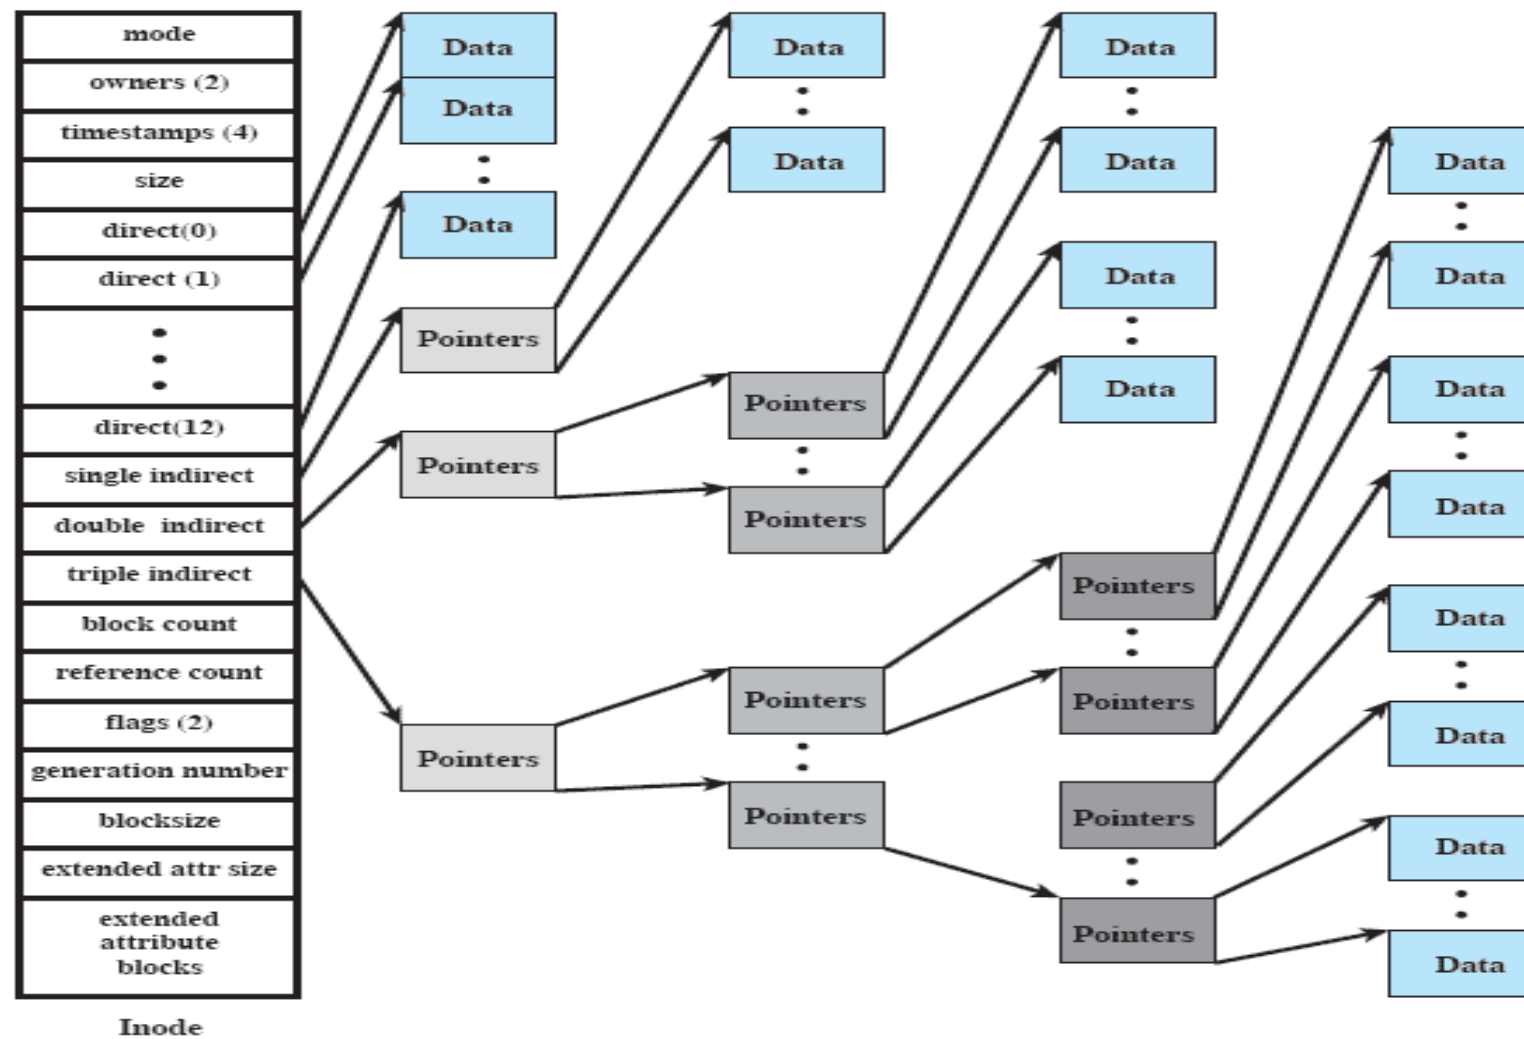 mode
owners (2)
timestamps (4)
size
direct(0)
direct (1)
direct(12)
single indirect
double indirect
triple indirect
block count
reference count
flags (2)
generation number
blocksize
extended attr size
extended
attribute
blocks
Inode
Data
Data
Data
Pointers
Pointers
Pointers
Data
Data
Pointers
Pointers
Pointers
Pointers
Data
Data
Data
Data
Pointers
Pointers
Pointers
Pointers
Data
Data
Data
Data
Data
Data
Data
Data